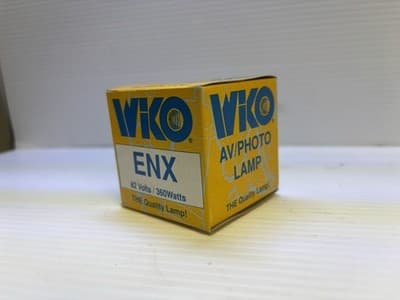 WIKO
ENX
82 Volts / 360Watts
THE Quality Lamp!
WIKO
AV/PHOTO
LAMP
THE Quality Lamp!